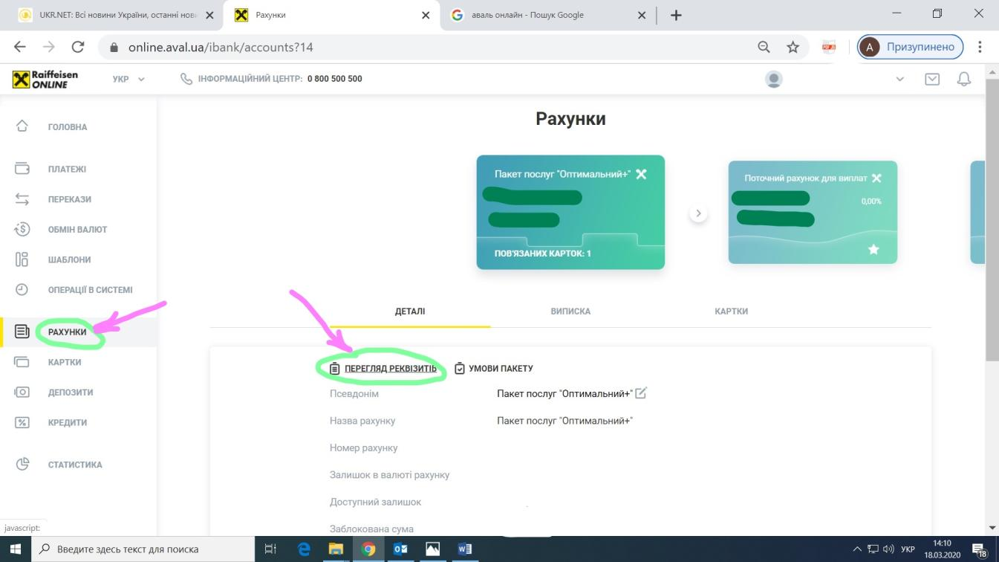 UKR.NET: Всі новини України, останні нови
Рахунки
аваль онлайн - Пошук Google
online.aval.ua/ibank/accounts?14
A
Призупинено
Raiffeisen
ONLINE
УКР
ІНФОРМАЦІЙНИЙ ЦЕНТР: 0 800 500 500
ГОЛОВНА
ПЛАТЕЖІ
ПЕРЕКАЗИ
ОБМІН ВАЛЮТ
ШАБЛОНИ
ОПЕРАЦІЇ В СИСТЕМІ
РАХУНКИ
КАРТКИ
ДЕПОЗИТИ
КРЕДИТИ
СТАТИСТИКА
Рахунки
Пакет послуг "Оптимальний+"
ПОВ'ЯЗАНИХ КАРТОК: 1
Поточний рахунок для виплат
0,00%
ДЕТАЛІ
ВИПИСКА
КАРТКИ
ПЕРЕГЛЯД РЕКВІЗИТІВ
УМОВИ ПАКЕТУ
Псевдонім Пакет послуг "Оптимальний+"
Назва рахунку Пакет послуг "Оптимальний+"
Номер рахунку
Залишок в валюті рахунку
Доступний залишок
Заблокована сума
javascript:
Введите здесь текст для поиска
УКР
14:10
18.03.2020
18